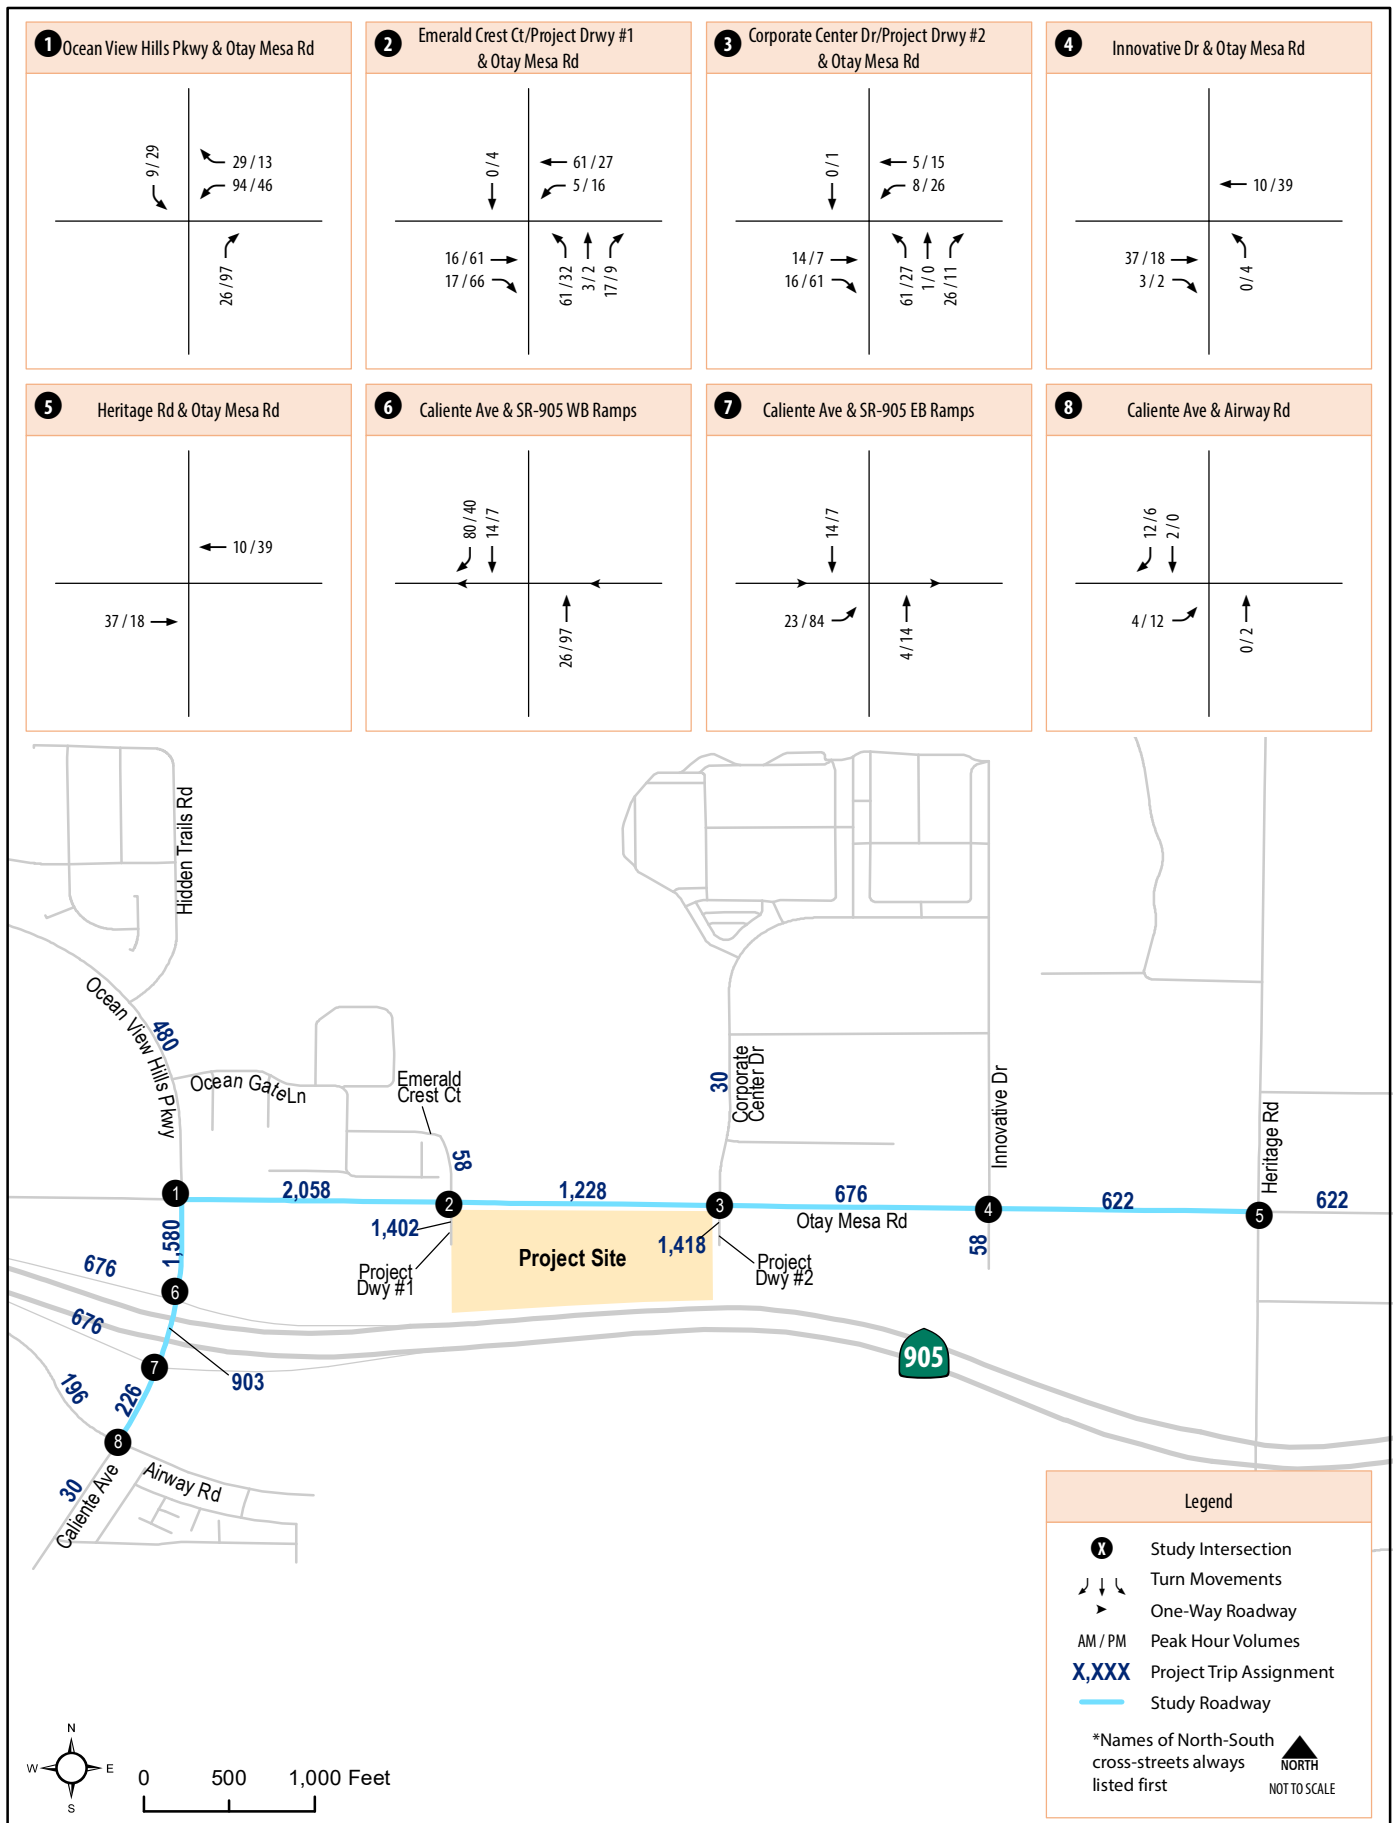 1 Ocean View Hills Pkwy & Otay Mesa Rd
9 / 29
29 / 13
94 / 46
26 / 97
2 Emerald Crest Ct/Project Drwy #1
& Otay Mesa Rd
0 / 4
61 / 27
5 / 16
16 / 61
17 / 66
61 / 32
3 / 2
17 / 9
3 Corporate Center Dr/Project Drwy #2
& Otay Mesa Rd
0 / 1
5 / 15
8 / 26
14 / 7
16 / 61
61 / 27
1 / 0
26 / 11
4 Innovative Dr & Otay Mesa Rd
10 / 39
37 / 18
3 / 2
0 / 4
5 Heritage Rd & Otay Mesa Rd
10 / 39
37 / 18
6 Caliente Ave & SR-905 WB Ramps
80 / 40
14 / 7
26 / 97
7 Caliente Ave & SR-905 EB Ramps
14 / 7
23 / 84
4 / 14
8 Caliente Ave & Airway Rd
12 / 6
2 / 0
4 / 12
0 / 2
Hidden Trails Rd
Ocean View Hills Pkwy
480
Ocean Gate Ln
Emerald
Crest Ct
58
30
Corporate
Center Dr
Innovative Dr
Heritage Rd
1
2,058
2
1,228
3
676
4
622
5
622
Otay Mesa Rd
1,580
1,402
Project Site
1,418
58
Project
Dwy #1
Project
Dwy #2
676
6
676
7
903
905
196
226
8
30
Caliente Ave
Airway Rd
Legend
X Study Intersection
Turn Movements
One-Way Roadway
AM / PM Peak Hour Volumes
X,XXX Project Trip Assignment
Study Roadway
*Names of North-South
cross-streets always
listed first
NORTH
NOT TO SCALE
N
W E
S
0 500 1,000 Feet